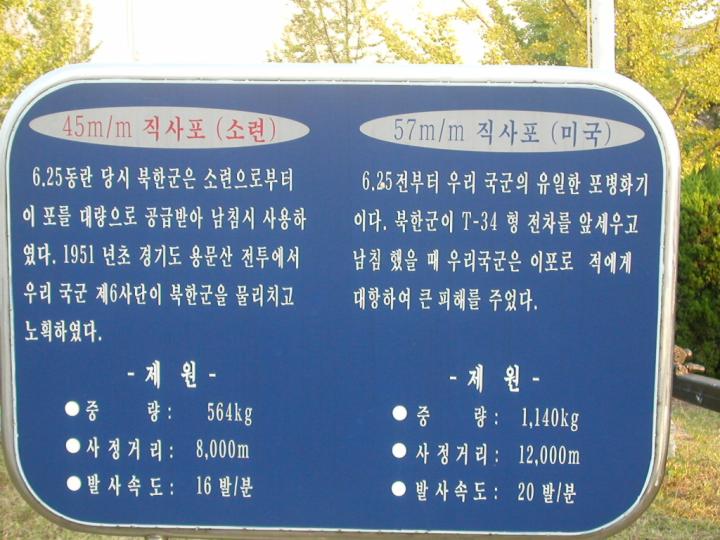 45m/m 직사포 (소련)
6.25동란 당시 북한군은 소련으로부터
이 포를 대량으로 공급받아 남침시 사용하
였다. 1951 년초 경기도 용문산 전투에서
우리 국군 제6사단이 북한군을 물리치고
노획하였다.
- 제 원 -
● 중 량 : 564kg
● 사정거리 : 8,000m
● 발사속도 : 16 발/분
57m/m 직사포 (미국)
6.25전부터 우리 국군의 유일한 포병화기
이다. 북한군이 T-34 형 전차를 앞세우고
남침 했을 때 우리국군은 이포로 적에게
대항하여 큰 피해를 주었다.
- 제 원 -
● 중 량 : 1,140kg
● 사정거리 : 12,000m
● 발사속도 : 20 발/분